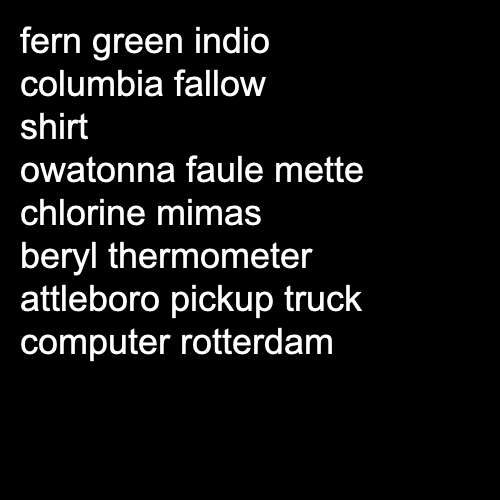 fern green indio
columbia fallow
shirt
owatonna faule mette
chlorine mimas
beryl thermometer
attleboro pickup truck
computer rotterdam